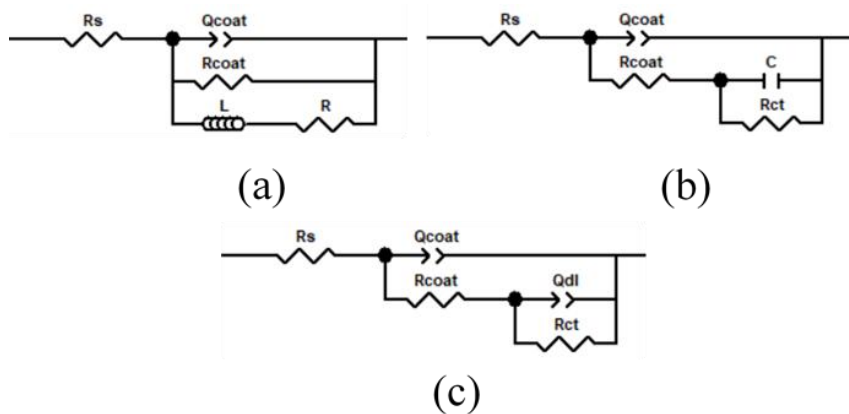 Rs Qcoat
Rcoat
L R
(a)
Rs Qcoat
Rcoat C
Rct
(b)
Rs Qcoat
Rcoat Qdl
Rct
(c)